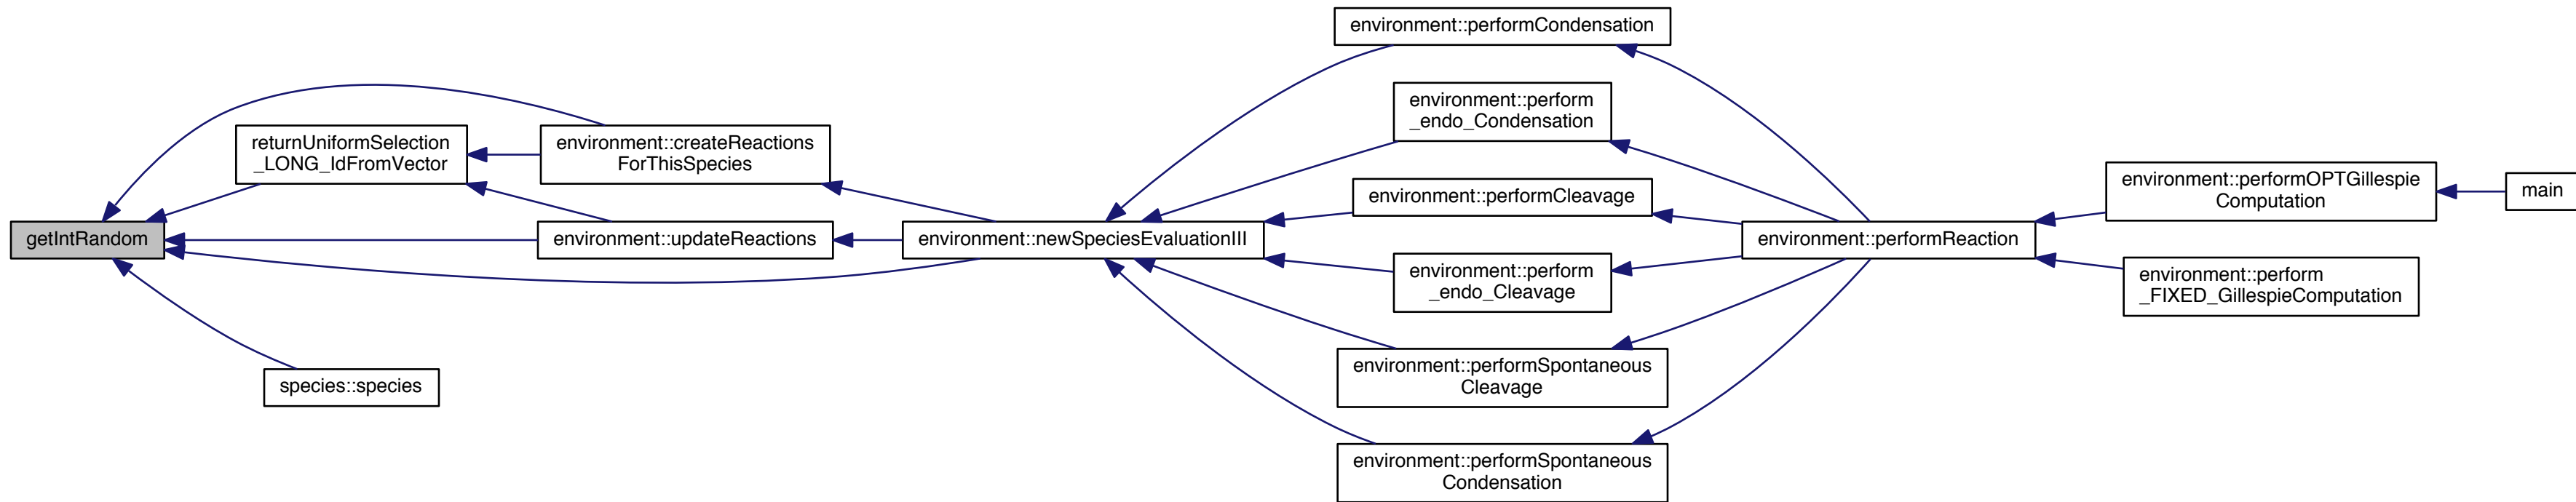 getIntRandom
returnUniformSelection
_LONG_IdFromVector
species::species
environment::createReactions
ForThisSpecies
environment::updateReactions
environment::newSpeciesEvaluationIII
environment::performCondensation
environment::perform
_endo_Condensation
environment::performCleavage
environment::perform
_endo_Cleavage
environment::performSpontaneous
Cleavage
environment::performSpontaneous
Condensation
environment::performReaction
environment::performOPTGillespie
Computation
environment::perform
_FIXED_GillespieComputation
main